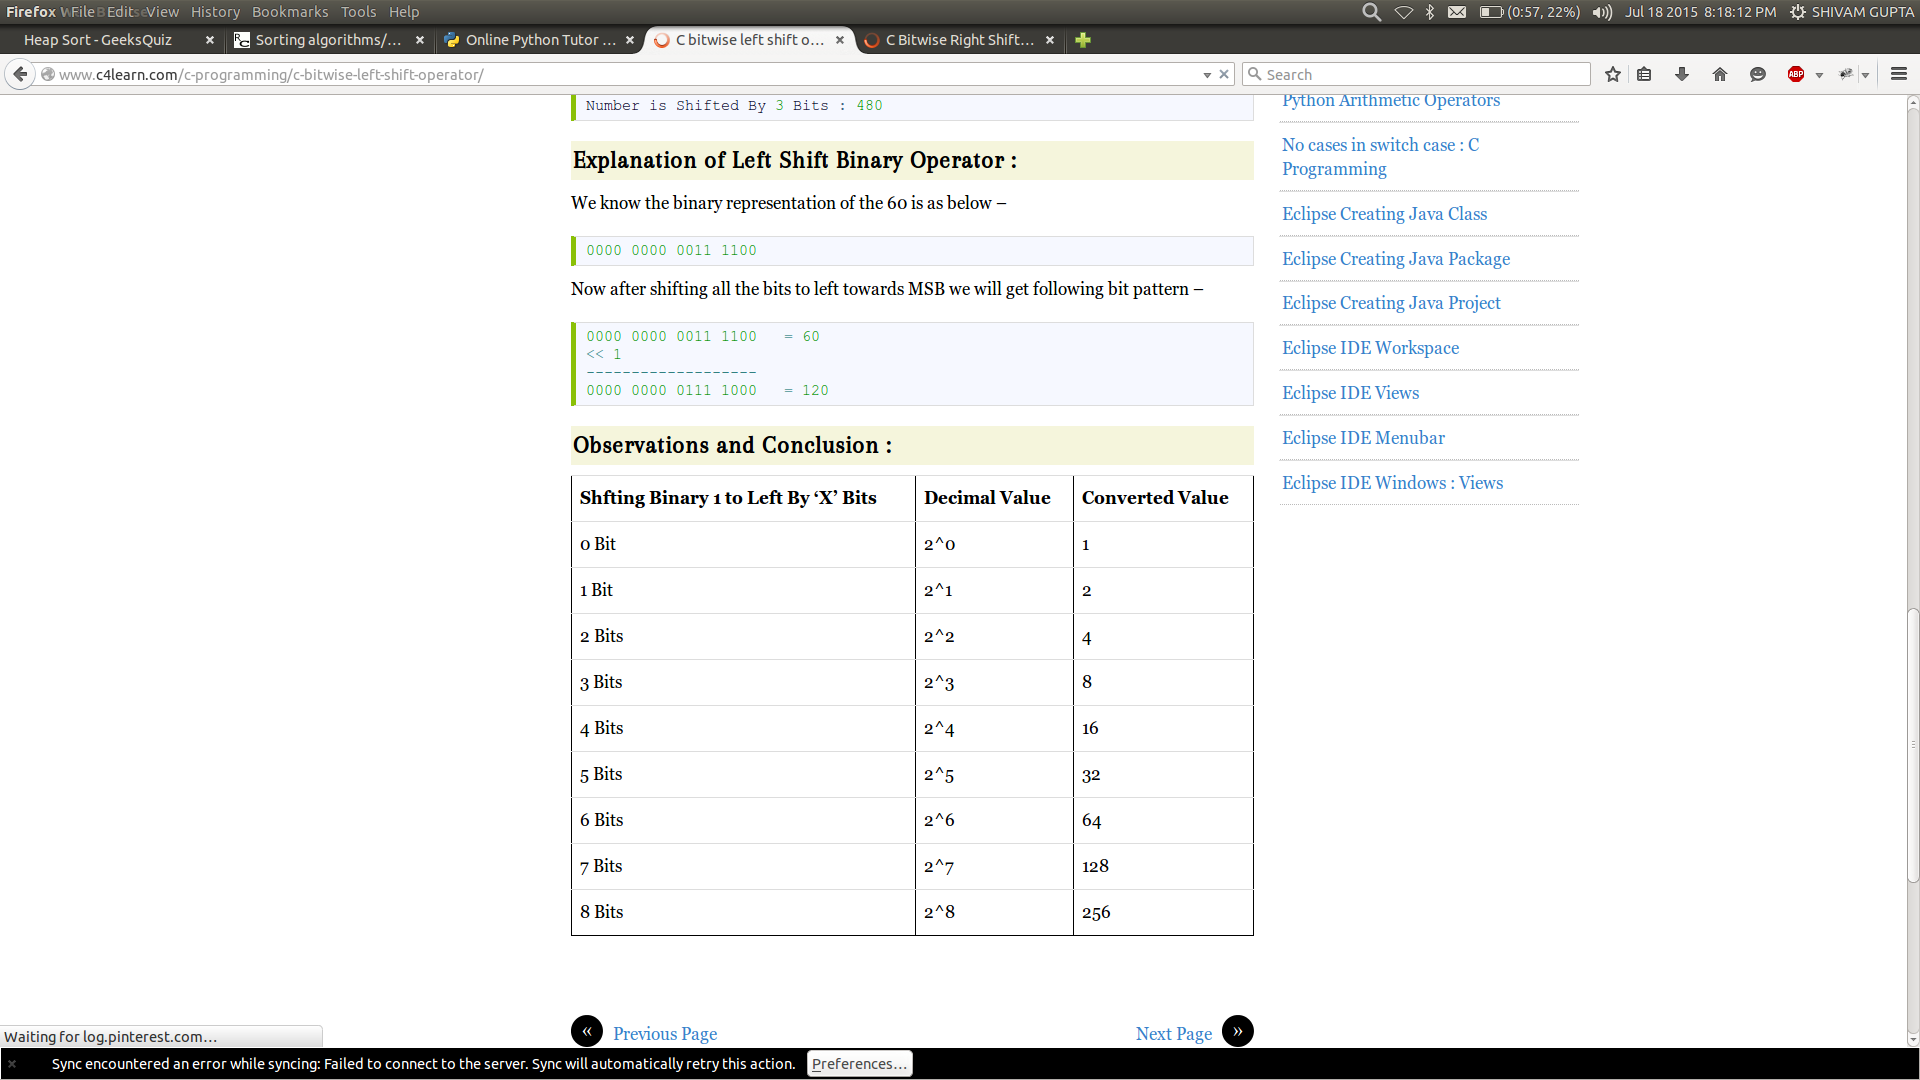 Firefox File Edit View History Bookmarks Tools Help
(0:57, 22%) Jul 18 2015 8:18:12 PM SHIVAM GUPTA
Heap Sort - GeeksQuiz × Sorting algorithms/... × Online Python Tutor ... × C bitwise left shift o... × C Bitwise Right Shift... ×
www.c4learn.com/c-programming/c-bitwise-left-shift-operator/
Search
ABP
Number is Shifted By 3 Bits : 480
Explanation of Left Shift Binary Operator :
We know the binary representation of the 60 is as below –
0000 0000 0011 1100
Now after shifting all the bits to left towards MSB we will get following bit pattern –
0000 0000 0011 1100 = 60
<< 1
-------------------
0000 0000 0111 1000 = 120
Observations and Conclusion :
Shfting Binary 1 to Left By ‘X’ Bits Decimal Value Converted Value
0 Bit 2^0 1
1 Bit 2^1 2
2 Bits 2^2 4
3 Bits 2^3 8
4 Bits 2^4 16
5 Bits 2^5 32
6 Bits 2^6 64
7 Bits 2^7 128
8 Bits 2^8 256
« Previous Page
Next Page »
Python Arithmetic Operators
No cases in switch case : C
Programming
Eclipse Creating Java Class
Eclipse Creating Java Package
Eclipse Creating Java Project
Eclipse IDE Workspace
Eclipse IDE Views
Eclipse IDE Menubar
Eclipse IDE Windows : Views
Waiting for log.pinterest.com...
× Sync encountered an error while syncing: Failed to connect to the server. Sync will automatically retry this action. Preferences...